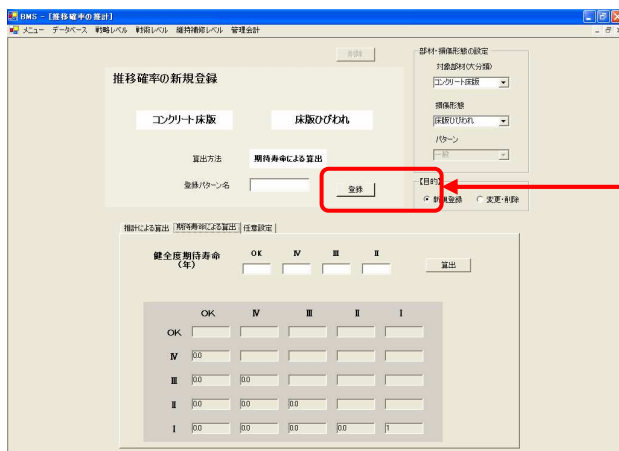 BMS - [推移確率の推計]
メニュー データベース 戦略レベル 戦術レベル 維持補修レベル 管理会計
削除
推移確率の新規登録
コンクリート床版 床版ひびわれ
算出方法 期待寿命による算出
登録パターン名 登録
部材・損傷形態の設定
対象部材(大分類)
コンクリート床版
損傷形態
床版ひびわれ
パターン
一般
【目的】
新規登録 変更・削除
推計による算出 期待寿命による算出 任意設定
健全度期待寿命 OK Ⅳ Ⅲ Ⅱ
(年) 算出
OK Ⅳ Ⅲ Ⅱ Ⅰ
OK
Ⅳ 0.0
Ⅲ 0.0 0.0
Ⅱ 0.0 0.0 0.0
Ⅰ 0.0 0.0 0.0 0.0 1